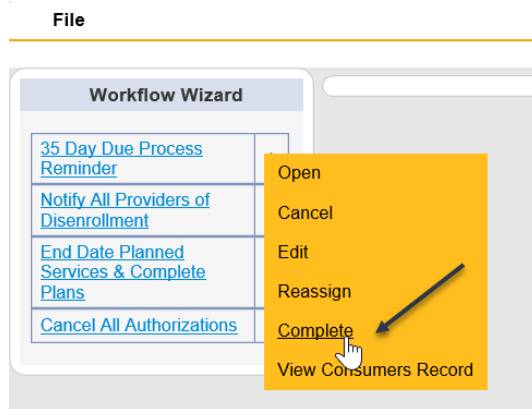 File
Workflow Wizard
35 Day Due Process
Reminder
Notify All Providers of
Disenrollment
End Date Planned
Services & Complete
Plans
Cancel All Authorizations
Open
Cancel
Edit
Reassign
Complete
View Consumers Record